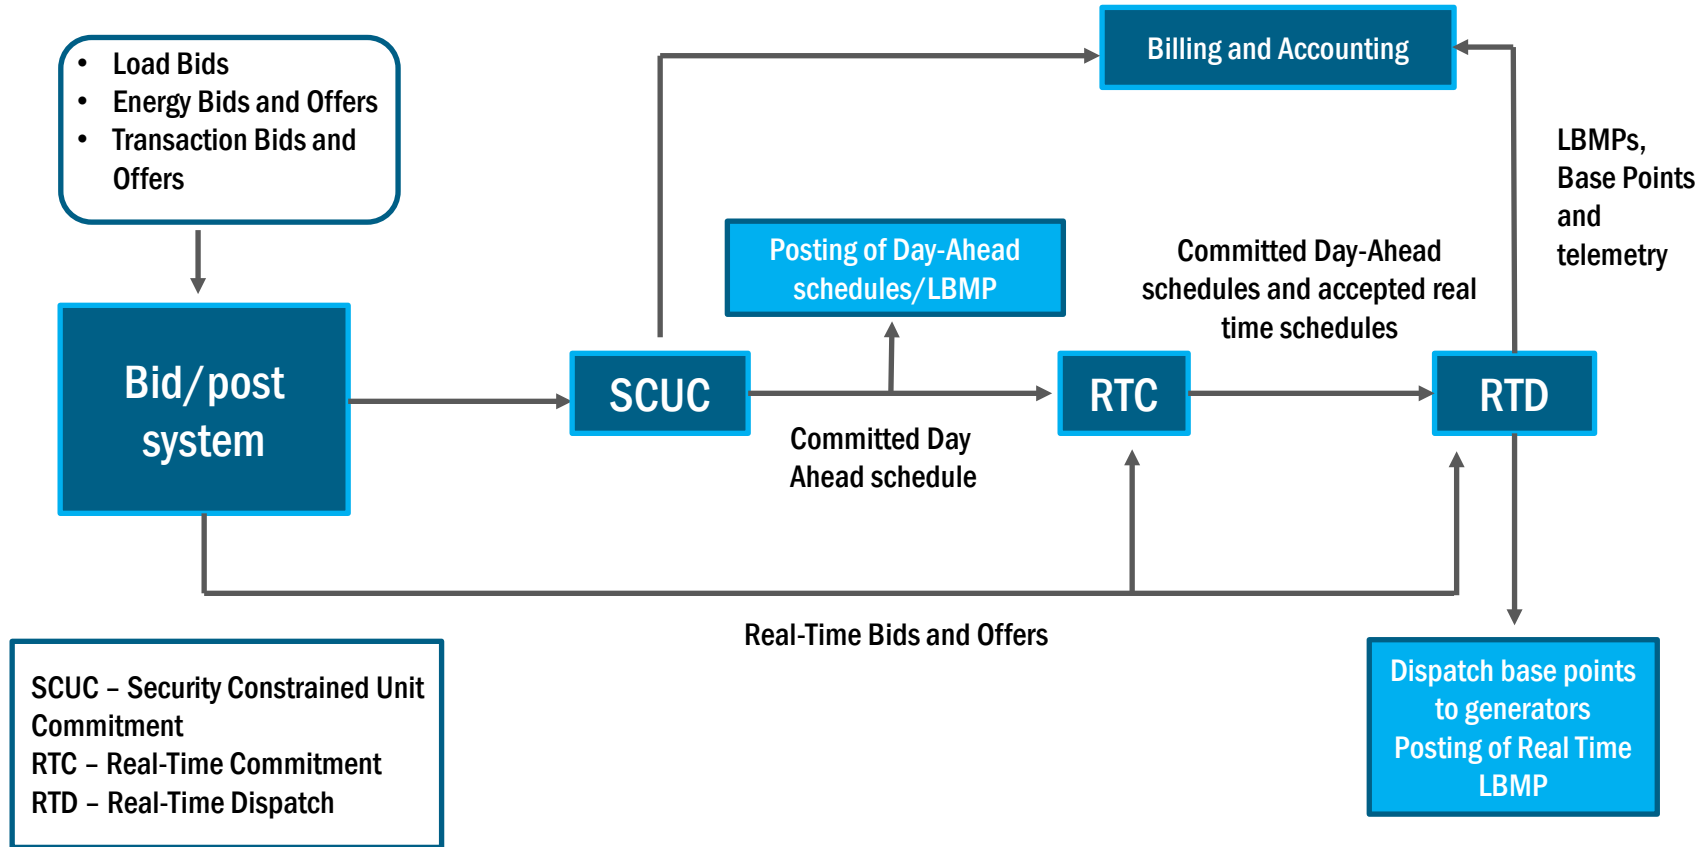 • Load Bids
• Energy Bids and Offers
• Transaction Bids and
Offers
Billing and Accounting
LBMPs,
Base Points
and
telemetry
Posting of Day-Ahead
schedules/LBMP
Committed Day-Ahead
schedules and accepted real
time schedules
Bid/post
system
SCUC
RTC
RTD
Committed Day
Ahead schedule
Real-Time Bids and Offers
SCUC – Security Constrained Unit
Commitment
RTC – Real-Time Commitment
RTD – Real-Time Dispatch
Dispatch base points
to generators
Posting of Real Time
LBMP